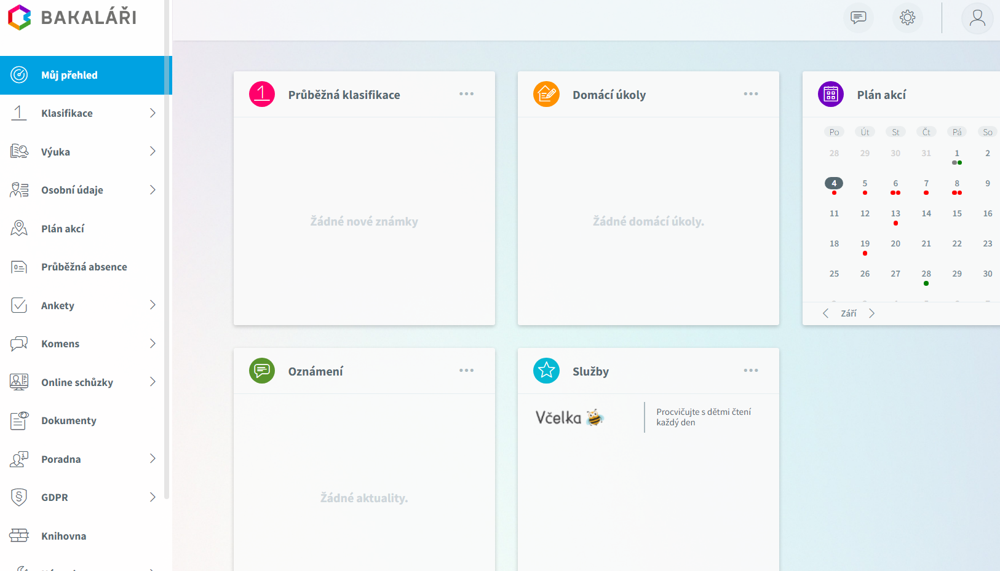 BAKALÁŘI
Můj přehled
Klasifikace
Výuka
Osobní údaje
Plán akcí
Průběžná absence
Ankety
Komens
Online schůzky
Dokumenty
Poradna
GDPR
Knihovna
Průběžná klasifikace
Žádné nové známky
Domácí úkoly
Žádné domácí úkoly.
Plán akcí
Po Út St Čt Pá So
28 29 30 31 1 2
4 5 6 7 8 9
11 12 13 14 15 16
18 19 20 21 22 23
25 26 27 28 29 30
Září
Oznámení
Žádné aktuality.
Služby
Včelka
Procvičujte s dětmi čtení
každý den